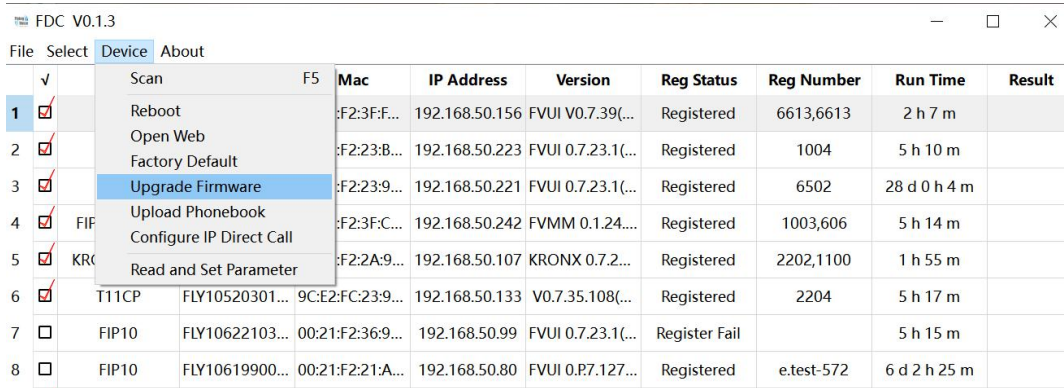 FDC V0.1.3
File Select Device About
√ Mac IP Address Version Reg Status Reg Number Run Time Result
Scan F5
Reboot
Open Web
Factory Default
Upgrade Firmware
Upload Phonebook
Configure IP Direct Call
Read and Set Parameter
1 :F2:3F:F... 192.168.50.156 FVUI V0.7.39(... Registered 6613,6613 2 h 7 m
2 :F2:23:B... 192.168.50.223 FVUI 0.7.23.1(... Registered 1004 5 h 10 m
3 :F2:23:9... 192.168.50.221 FVUI 0.7.23.1(... Registered 6502 28 d 0 h 4 m
4 FIP :F2:3F:C... 192.168.50.242 FVMM 0.1.24.... Registered 1003,606 5 h 14 m
5 KRO :F2:2A:9... 192.168.50.107 KRONX 0.7.2... Registered 2202,1100 1 h 55 m
6 T11CP FLY10520301... 9C:E2:FC:23:9... 192.168.50.133 V0.7.35.108(... Registered 2204 5 h 17 m
7 FIP10 FLY10622103... 00:21:F2:36:9... 192.168.50.99 FVUI 0.7.23.1(... Register Fail 5 h 15 m
8 FIP10 FLY10619900... 00:21:F2:21:A... 192.168.50.80 FVUI 0.P.7.127... Registered e.test-572 6 d 2 h 25 m